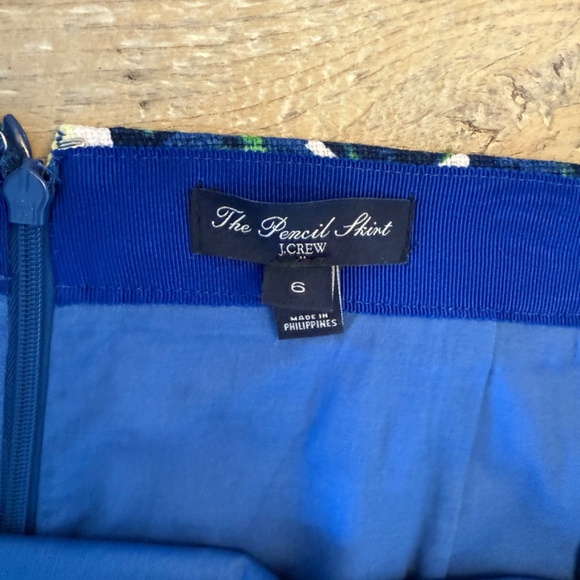 The Pencil Skirt
J.CREW
6
MADE IN
PHILIPPINES